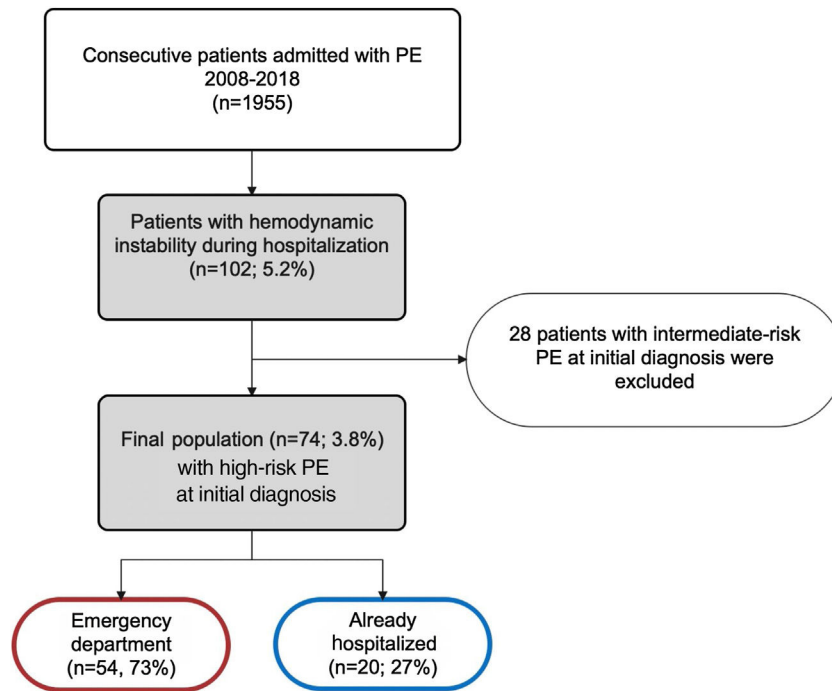 Consecutive patients admitted with PE
2008-2018
(n=1955)
Patients with hemodynamic
instability during hospitalization
(n=102; 5.2%)
28 patients with intermediate-risk
PE at initial diagnosis were
excluded
Final population (n=74; 3.8%)
with high-risk PE
at initial diagnosis
Emergency
department
(n=54, 73%)
Already
hospitalized
(n=20; 27%)